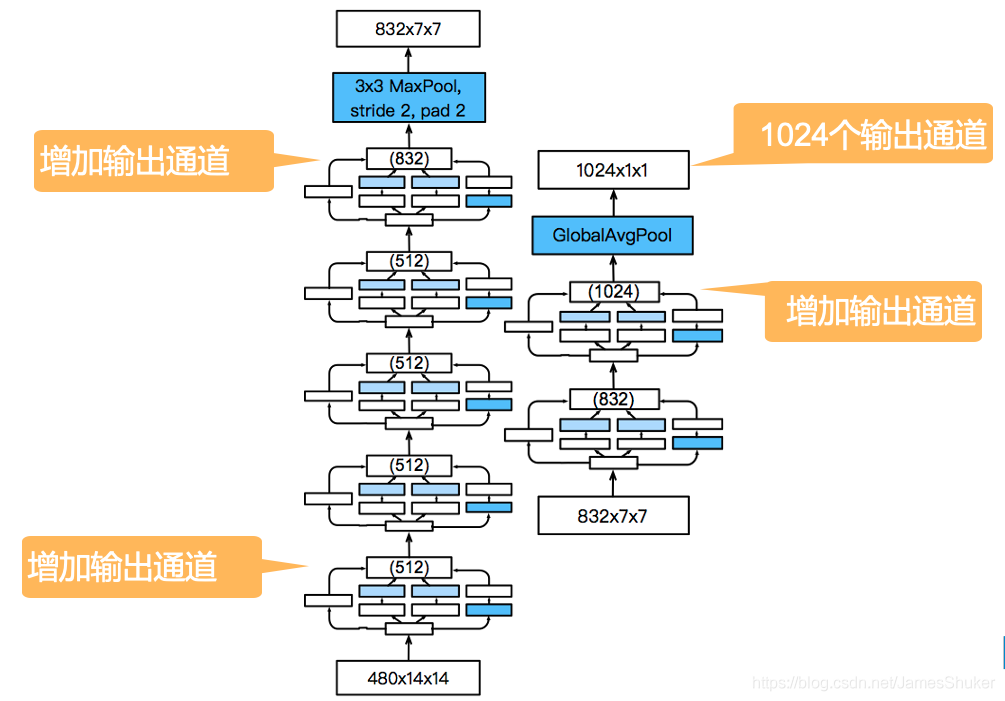 832x7x7
3x3 MaxPool,
stride 2, pad 2
增加输出通道
(832)
(512)
(512)
(512)
增加输出通道
(512)
480x14x14
1024个输出通道
1024x1x1
GlobalAvgPool
(1024)
增加输出通道
(832)
832x7x7
https://blog.csdn.net/JamesShuker